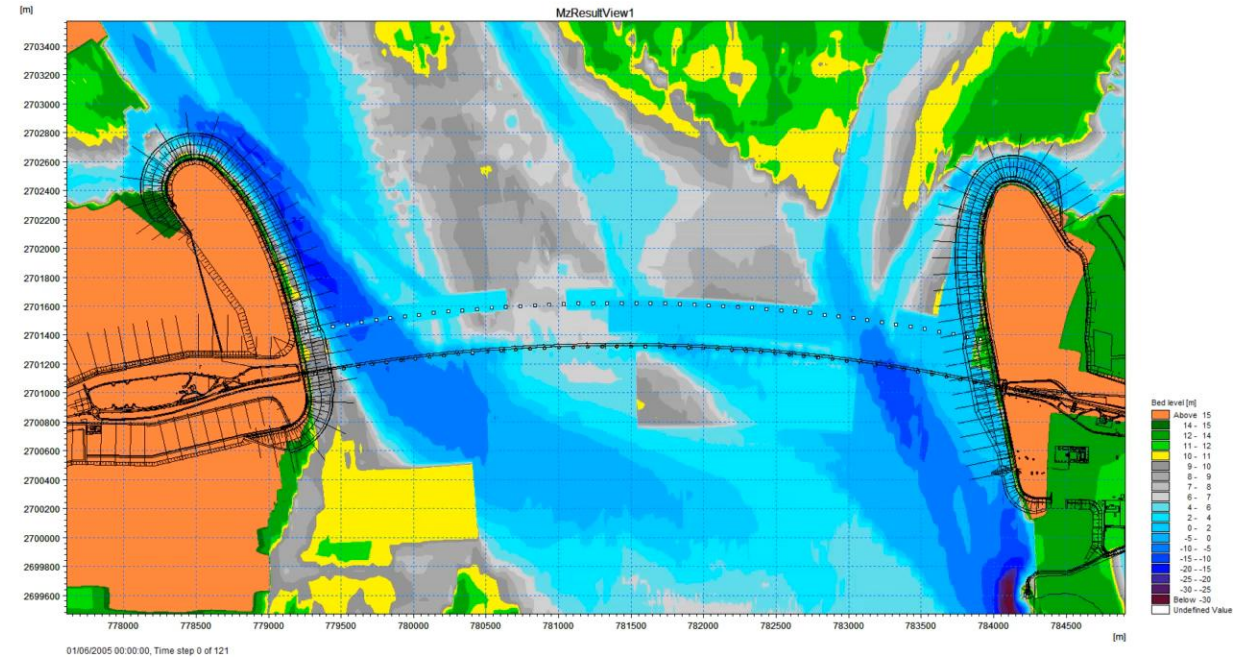 [m]
MzResultView1
2703400
2703200
2703000
2702800
2702600
2702400
2702200
2702000
2701800
2701600
2701400
2701200
2701000
2700800
2700600
2700400
2700200
2700000
2699800
2699600
778000 778500 779000 779500 780000 780500 781000 781500 782000 782500 783000 783500 784000 784500
[m]
Bed level [m]
Above 15
14 - 15
12 - 14
11 - 12
10 - 11
9 - 10
8 - 9
7 - 8
6 - 7
4 - 6
2 - 4
0 - 2
-5 - 0
-10 - -5
-15 - -10
-20 - -15
-25 - -20
-30 - -25
Below -30
Undefined Value
01/06/2005 00:00:00, Time step 0 of 121